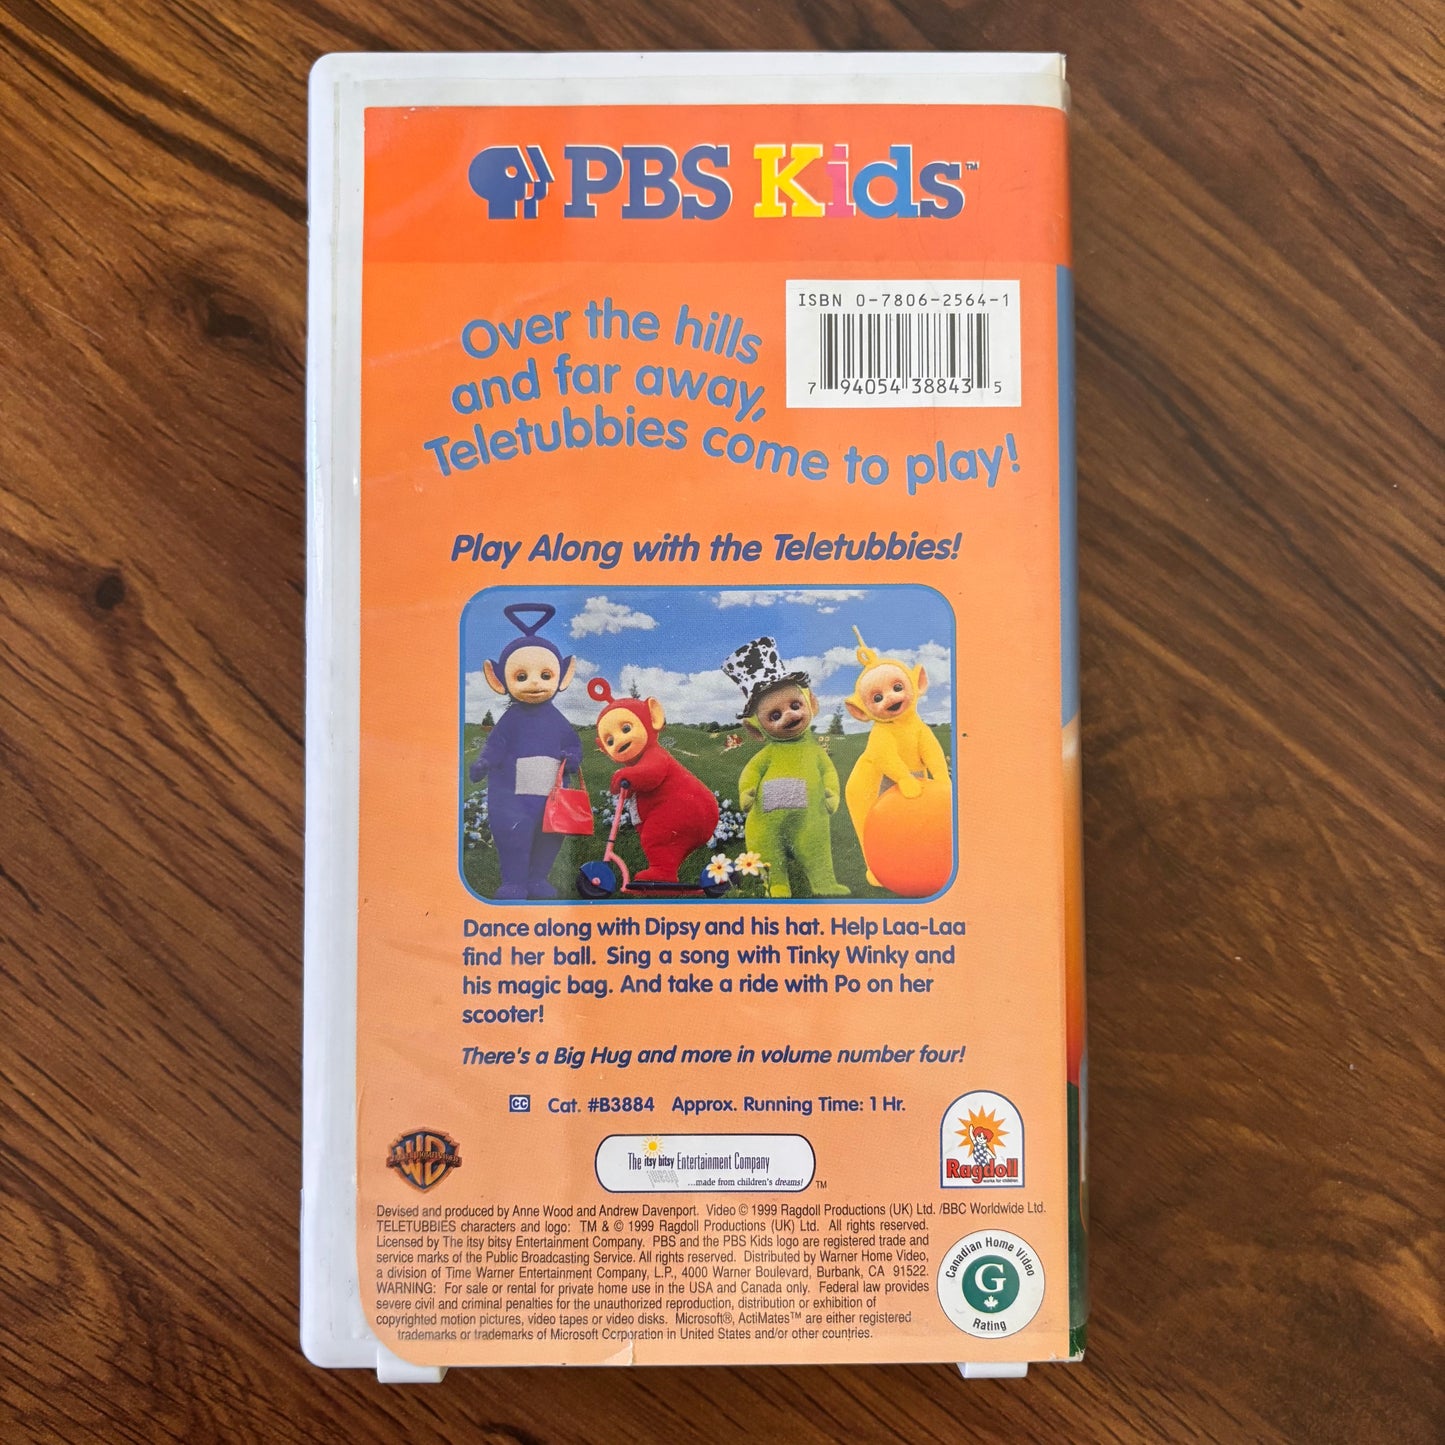 PBS Kids™
ISBN 0-7806-2564-1
7 94054 38843 5
Over the hills
and far away,
Teletubbies come to play!
Play Along with the Teletubbies!
Dance along with Dipsy and his hat. Help Laa-Laa
find her ball. Sing a song with Tinky Winky and
his magic bag. And take a ride with Po on her
scooter!
There's a Big Hug and more in volume number four!
CC Cat. #B3884 Approx. Running Time: 1 Hr.
WB
The itsy bitsy Entertainment Company
...made from children's dreams!
TM
Ragdoll
works for children
Devised and produced by Anne Wood and Andrew Davenport. Video © 1999 Ragdoll Productions (UK) Ltd. /BBC Worldwide Ltd.
TELETUBBIES characters and logo: TM & © 1999 Ragdoll Productions (UK) Ltd. All rights reserved.
Licensed by The itsy bitsy Entertainment Company. PBS and the PBS Kids logo are registered trade and
service marks of the Public Broadcasting Service. All rights reserved. Distributed by Warner Home Video,
a division of Time Warner Entertainment Company, L.P., 4000 Warner Boulevard, Burbank, CA 91522.
WARNING: For sale or rental for private home use in the USA and Canada only. Federal law provides
severe civil and criminal penalties for the unauthorized reproduction, distribution or exhibition of
copyrighted motion pictures, video tapes or video disks. Microsoft®, ActiMates™ are either registered
trademarks or trademarks of Microsoft Corporation in United States and/or other countries.
Canadian Home Video
G
Rating